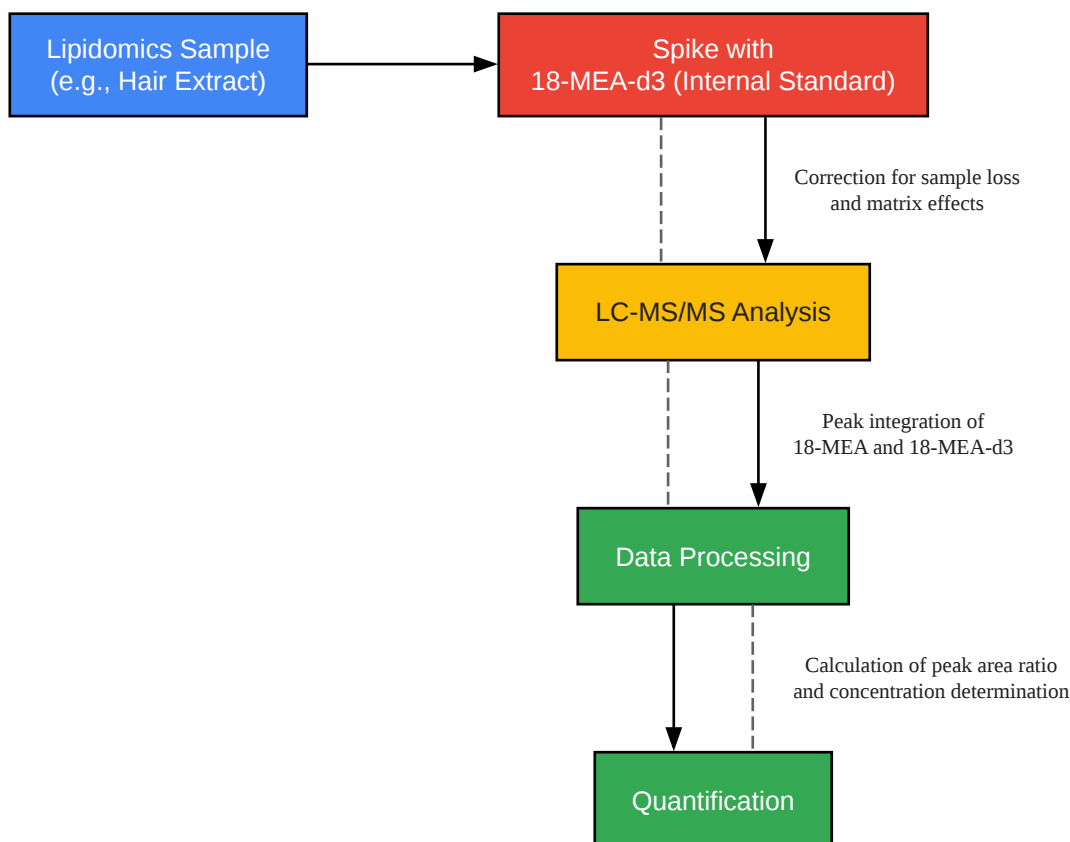 Lipidomics Sample
(e.g., Hair Extract)
Spike with
18-MEA-d3 (Internal Standard)
Correction for sample loss
and matrix effects
LC-MS/MS Analysis
Peak integration of
18-MEA and 18-MEA-d3
Data Processing
Calculation of peak area ratio
and concentration determination
Quantification